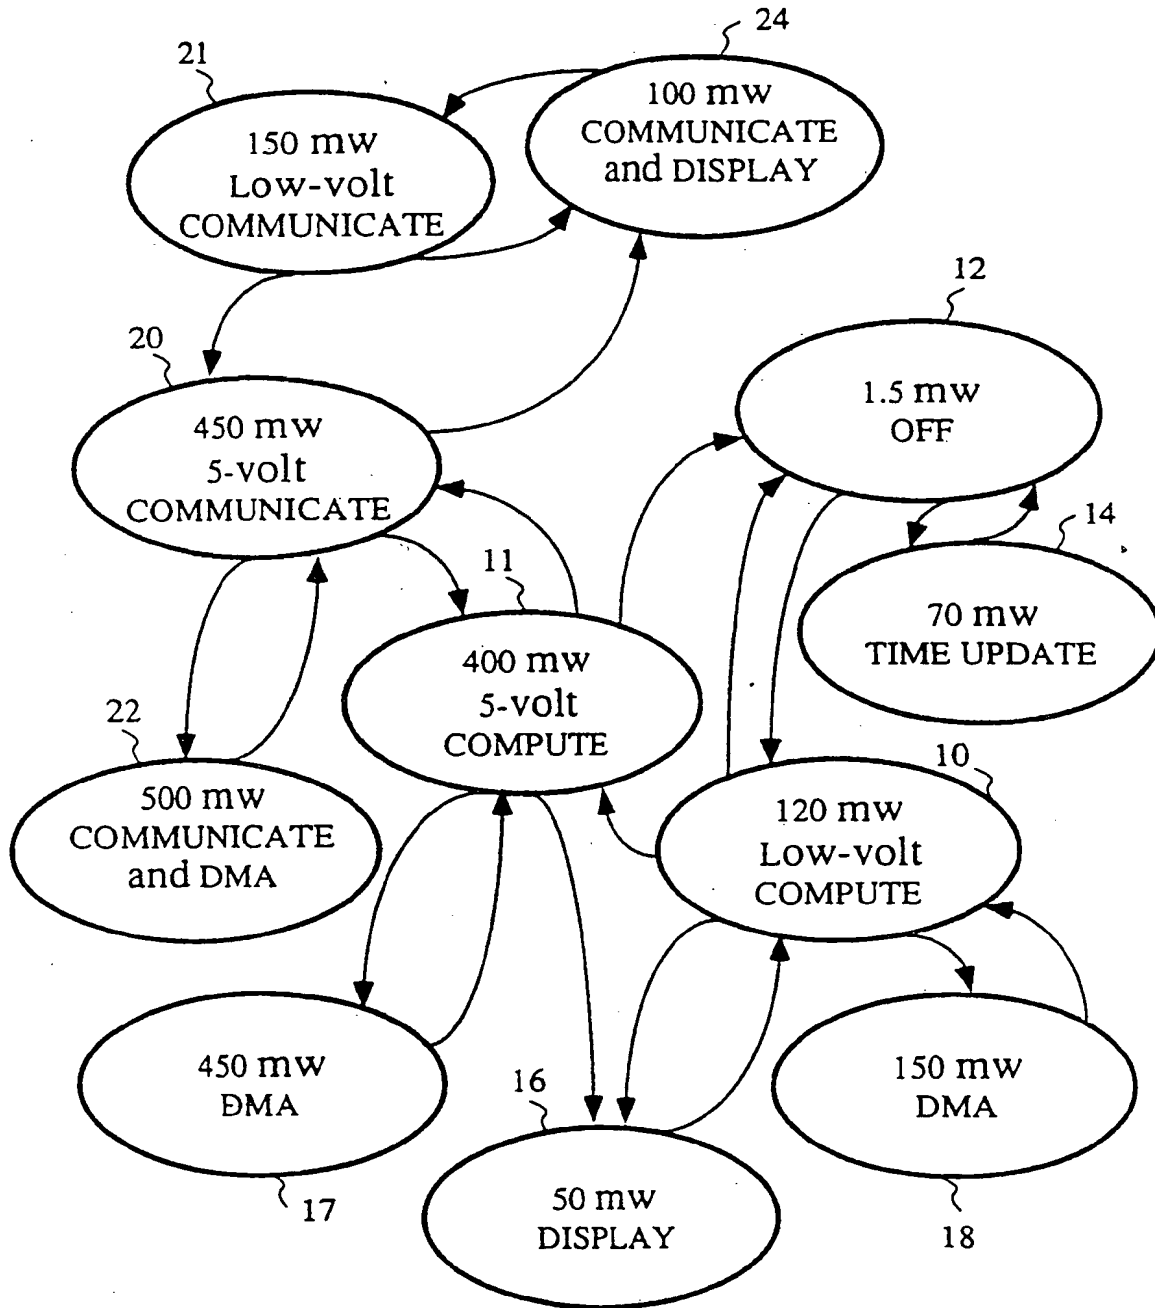 24
21
100 mw
COMMUNICATE
and DISPLAY
150 mw
Low-volt
COMMUNICATE
12
20
1.5 mw
OFF
450 mw
5-volt
COMMUNICATE
14
11
70 mw
TIME UPDATE
400 mw
5-volt
COMPUTE
22
10
500 mw
COMMUNICATE
and DMA
120 mw
Low-volt
COMPUTE
450 mw
DMA
16
150 mw
DMA
17
50 mw
DISPLAY
18